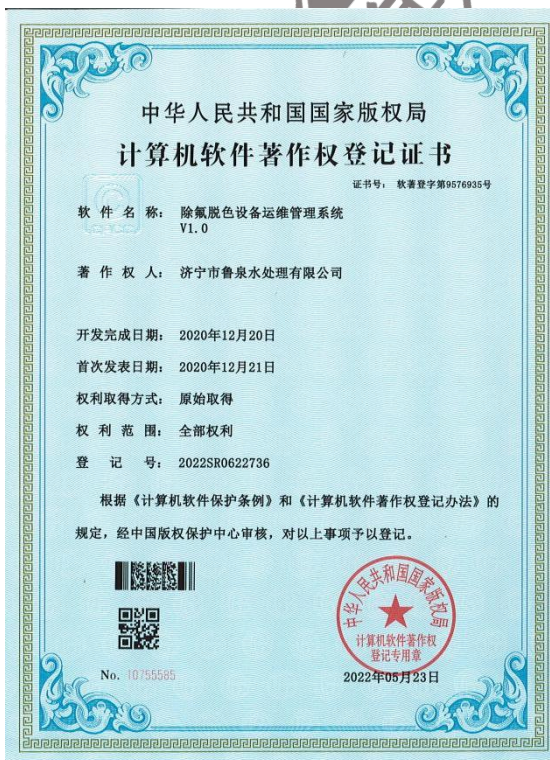 中华人民共和国国家版权局
计算机软件著作权登记证书
证书号： 软著登字第9576935号
软 件 名 称： 除氟脱色设备运维管理系统
V1.0
著 作 权 人： 济宁市鲁泉水处理有限公司
开发完成日期： 2020年12月20日
首次发表日期： 2020年12月21日
权利取得方式： 原始取得
权 利 范 围： 全部权利
登 记 号： 2022SR0622736
根据《计算机软件保护条例》和《计算机软件著作权登记办法》的
规定，经中国版权保护中心审核，对以上事项予以登记。
中华人民共和国国家版权局
计算机软件著作权
登记专用章
No. 10755585
2022年05月23日